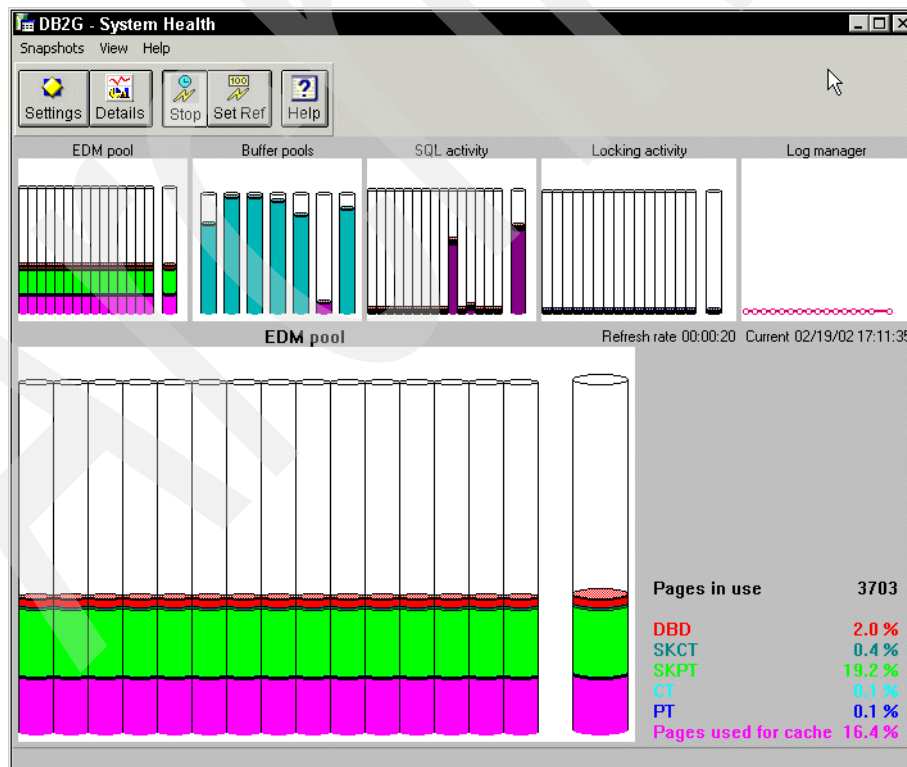 DB2G - System Health
Snapshots View Help
Settings Details Stop Set Ref Help
100
EDM pool Buffer pools SQL activity Locking activity Log manager
EDM pool Refresh rate 00:00:20 Current 02/19/02 17:11:35
Pages in use 3703
DBD 2.0 %
SKCT 0.4 %
SKPT 19.2 %
CT 0.1 %
PT 0.1 %
Pages used for cache 16.4 %